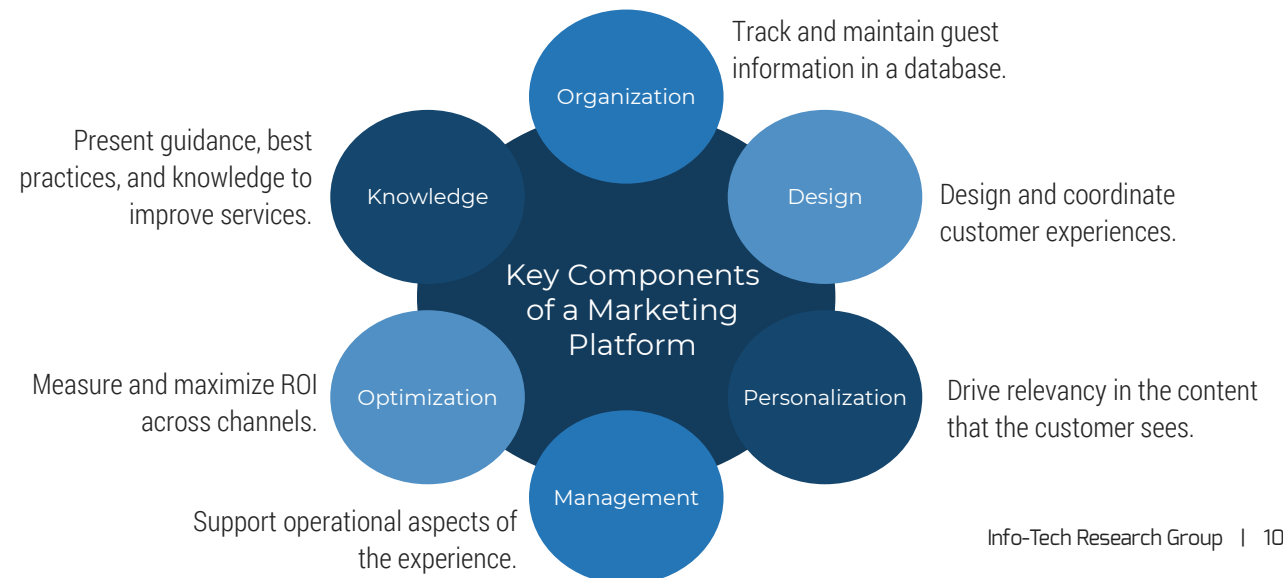 Organization
Track and maintain guest
information in a database.
Design
Design and coordinate
customer experiences.
Personalization
Drive relevancy in the content
that the customer sees.
Management
Support operational aspects of
the experience.
Optimization
Measure and maximize ROI
across channels.
Knowledge
Present guidance, best
practices, and knowledge to
improve services.
Key Components
of a Marketing
Platform
Info-Tech Research Group | 10